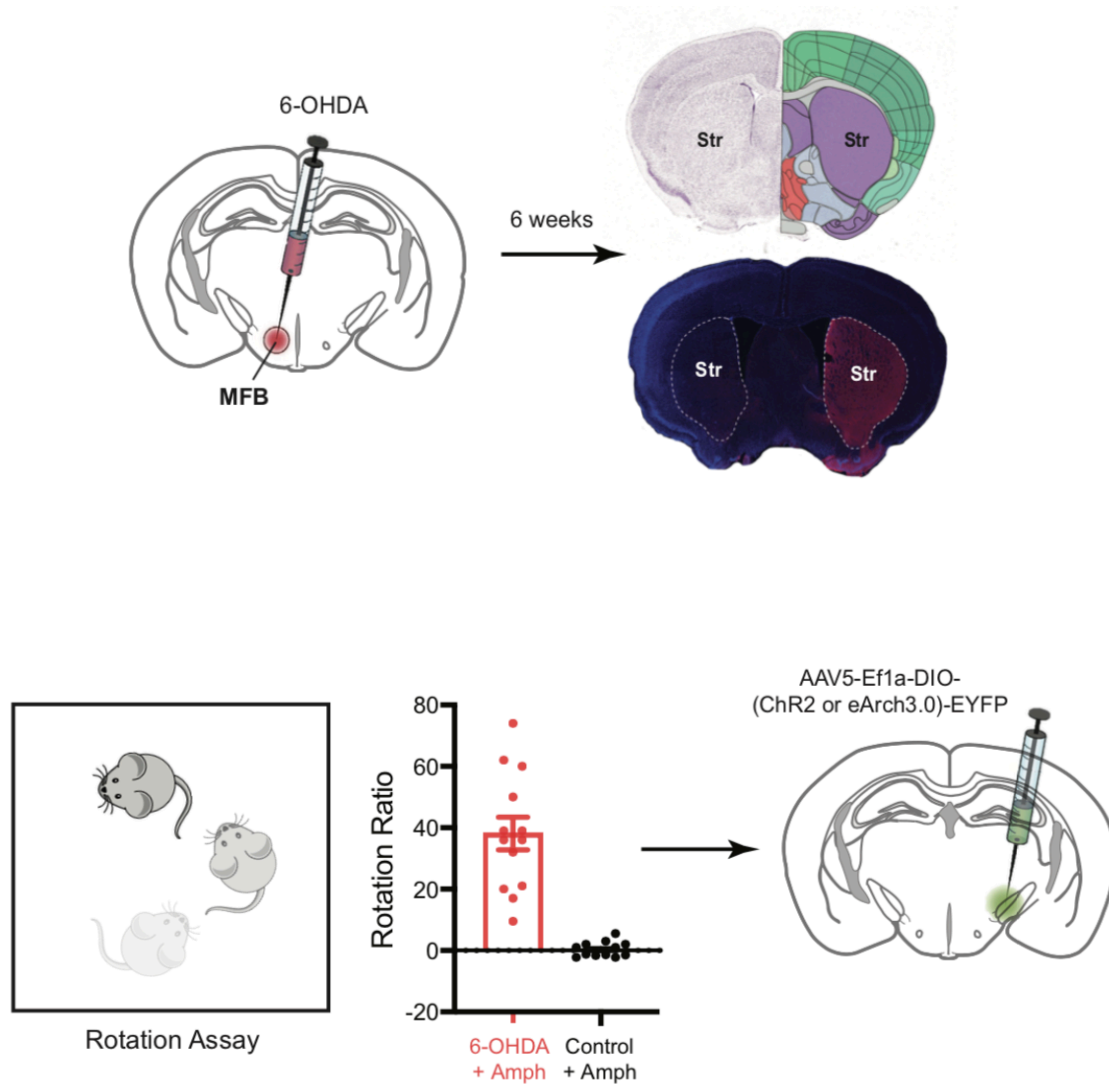 6-OHDA
MFB
6 weeks
Str
Str
Str
Str
Rotation Assay
Rotation Ratio
80
60
40
20
0
-20
6-OHDA
+ Amph
Control
+ Amph
AAV5-Ef1a-DIO-
(ChR2 or eArch3.0)-EYFP